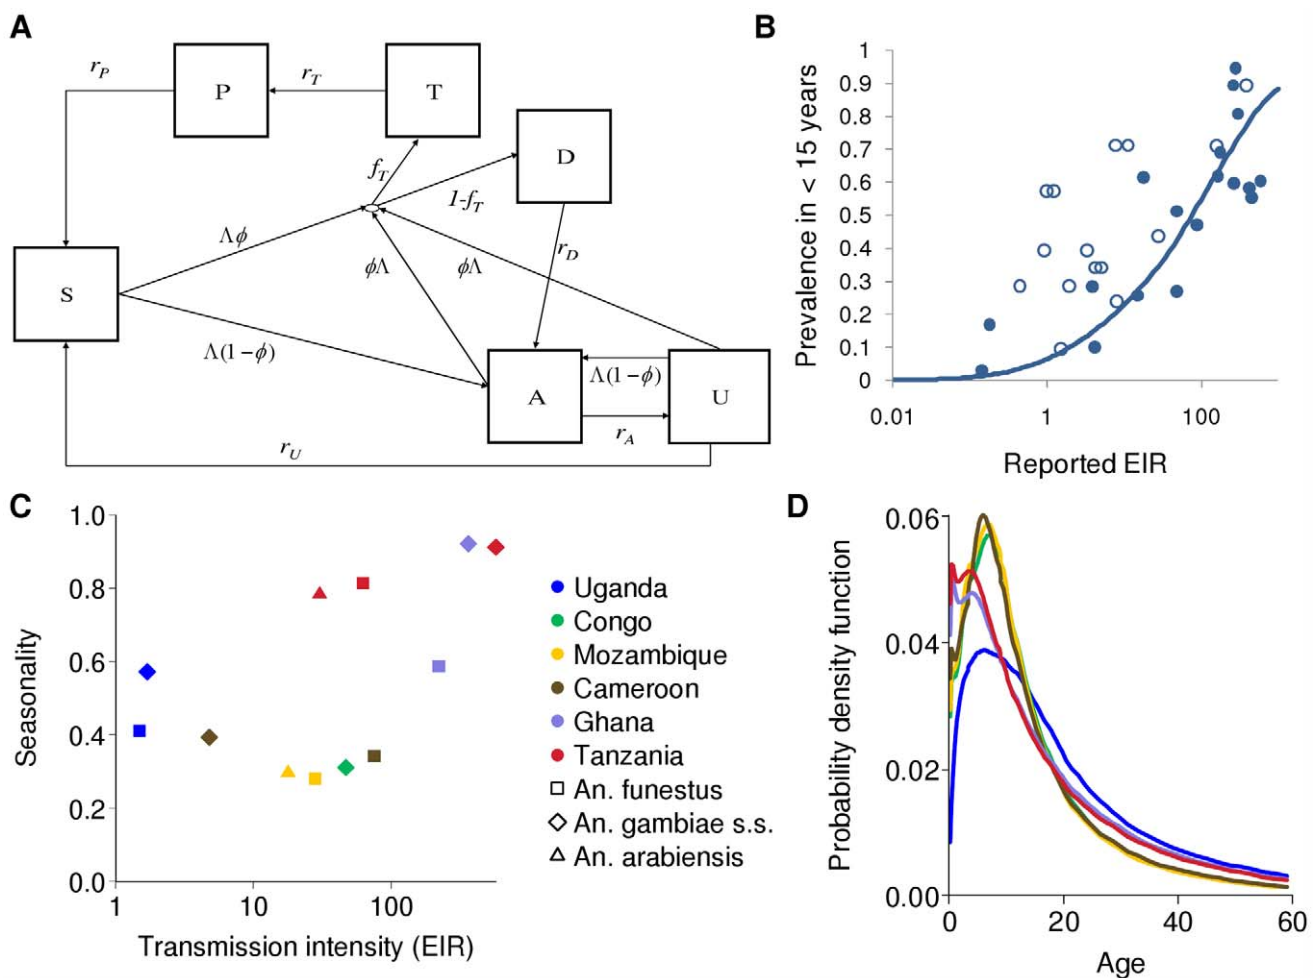 A
r_P
P
r_T
T
D
f_T
1-f_T
Λϕ
ϕΛ
ϕΛ
r_D
S
Λ(1−ϕ)
A
Λ(1−ϕ)
U
r_A
r_U
B
Prevalence in < 15 years
1
0.9
0.8
0.7
0.6
0.5
0.4
0.3
0.2
0.1
0
0.01
1
100
Reported EIR
C
Seasonality
1.0
0.8
0.6
0.4
0.2
0.0
1
10
100
Transmission intensity (EIR)
Uganda
Congo
Mozambique
Cameroon
Ghana
Tanzania
An. funestus
An. gambiae s.s.
An. arabiensis
D
Probability density function
0.06
0.04
0.02
0.00
0
20
40
60
Age